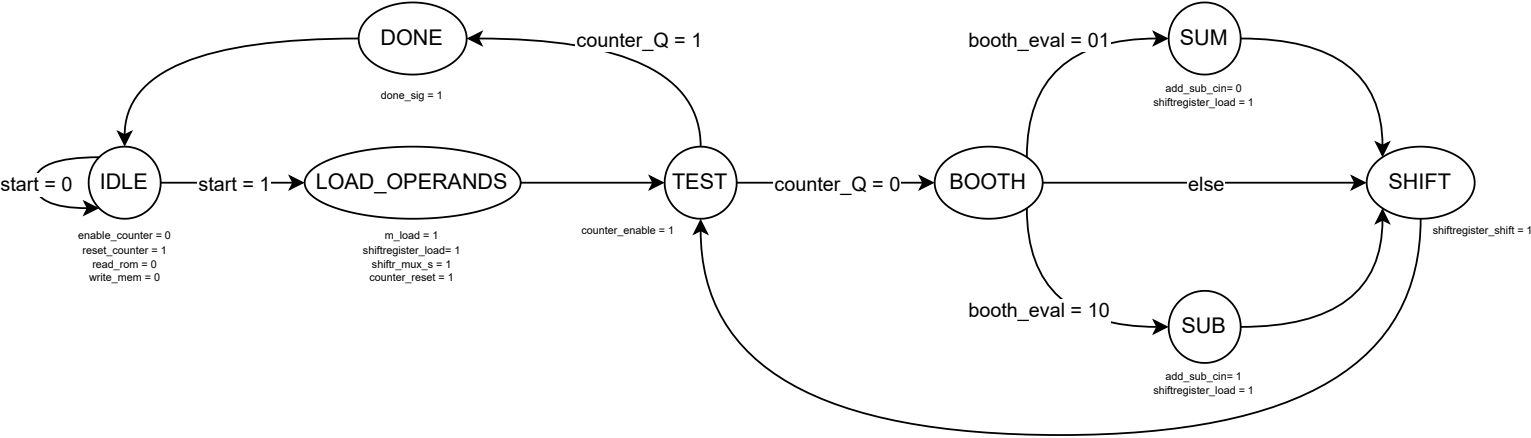 DONE
counter_Q = 1
done_sig = 1
booth_eval = 01
SUM
add_sub_cin= 0
shiftregister_load = 1
start = 0
IDLE
start = 1
LOAD_OPERANDS
TEST
counter_Q = 0
BOOTH
else
SHIFT
enable_counter = 0
reset_counter = 1
read_rom = 0
write_mem = 0
m_load = 1
shiftregister_load= 1
shiftr_mux_s = 1
counter_reset = 1
counter_enable = 1
shiftregister_shift = 1
booth_eval = 10
SUB
add_sub_cin= 1
shiftregister_load = 1